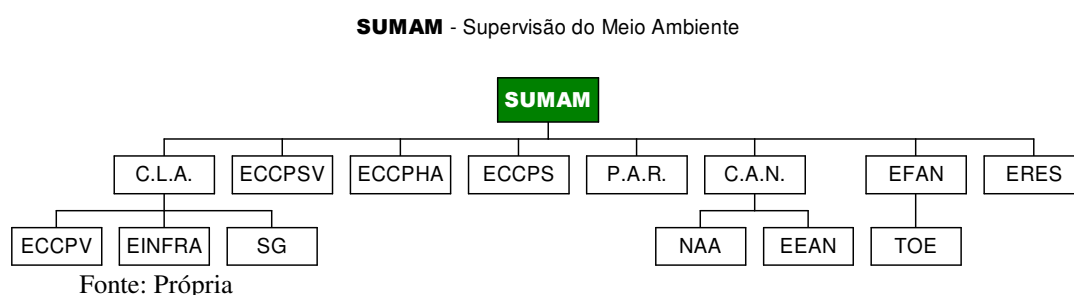 SUMAM - Supervisão do Meio Ambiente
SUMAM
C.L.A. ECCPSV ECCPHA ECCPS P.A.R. C.A.N. EFAN ERES
ECCPV EINFRA SG NAA EEAN TOE
Fonte: Própria